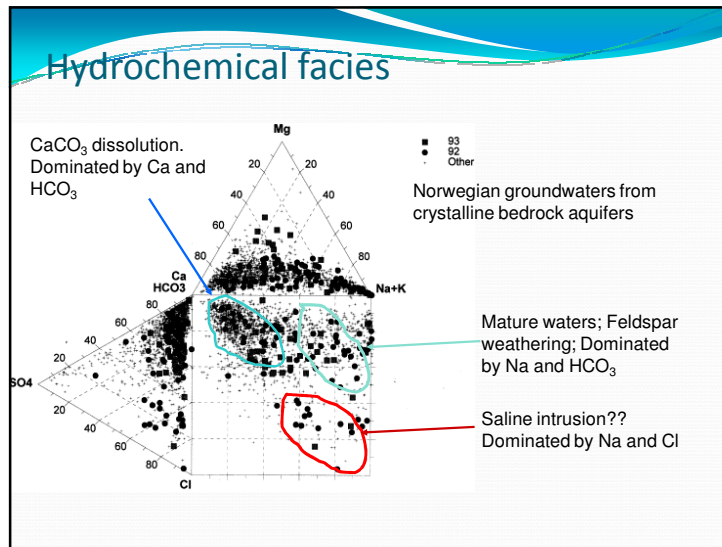 Hydrochemical facies
CaCO₃ dissolution.
Dominated by Ca and
HCO₃
Mg
93
92
Other
20
20
40
40
60
60
80
80
Norwegian groundwaters from
crystalline bedrock aquifers
Ca
HCO3
Na+K
80
60
40
20
SO4
20
40
60
80
Cl
Mature waters; Feldspar
weathering; Dominated
by Na and HCO₃
Saline intrusion??
Dominated by Na and Cl